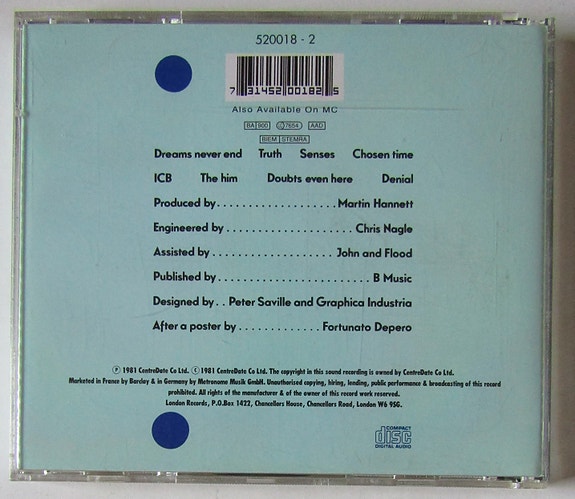 520018 - 2
7 31452 00182 5
Also Available On MC
BA 900 7654 AAD
BIEM STEMRA
Dreams never end Truth Senses Chosen time
ICB The him Doubts even here Denial
Produced by.................. Martin Hannett
Engineered by................... Chris Nagle
Assisted by.................. John and Flood
Published by....................... B Music
Designed by.. Peter Saville and Graphica Industria
After a poster by............. Fortunato Depero
℗ 1981 CentreDate Co Ltd. © 1981 CentreDate Co Ltd. The copyright in this sound recording is owned by CentreDate Co Ltd.
Marketed in France by Barclay & in Germany by Metronome Musik GmbH. Unauthorised copying, hiring, lending, public performance & broadcasting of this record
prohibited. All rights of the manufacturer & of the owner of this record work reserved.
London Records, P.O.Box 1422, Chancellors House, Chancellors Road, London W6 9SG.
COMPACT
disc
DIGITAL AUDIO